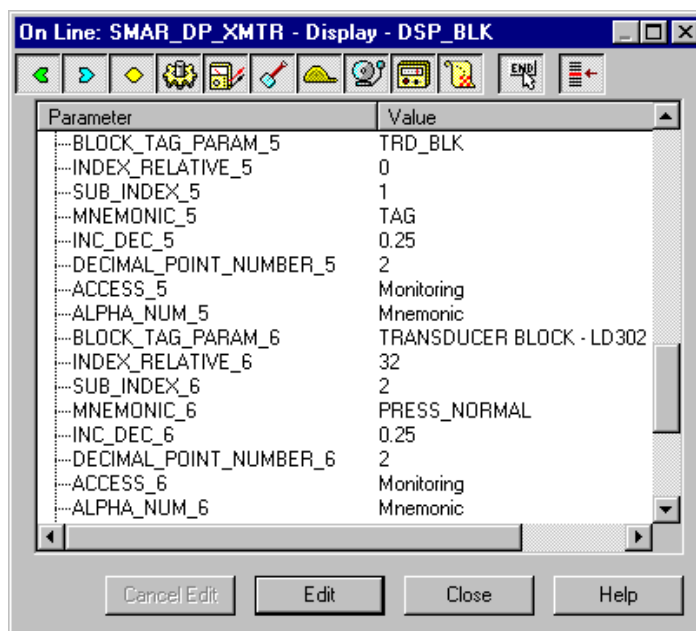 On Line: SMAR_DP_XMTR - Display - DSP_BLK
END
Parameter Value
BLOCK_TAG_PARAM_5 TRD_BLK
INDEX_RELATIVE_5 0
SUB_INDEX_5 1
MNEMONIC_5 TAG
INC_DEC_5 0.25
DECIMAL_POINT_NUMBER_5 2
ACCESS_5 Monitoring
ALPHA_NUM_5 Mnemonic
BLOCK_TAG_PARAM_6 TRANSDUCER BLOCK - LD302
INDEX_RELATIVE_6 32
SUB_INDEX_6 2
MNEMONIC_6 PRESS_NORMAL
INC_DEC_6 0.25
DECIMAL_POINT_NUMBER_6 2
ACCESS_6 Monitoring
ALPHA_NUM_6 Mnemonic
Cancel Edit Edit Close Help